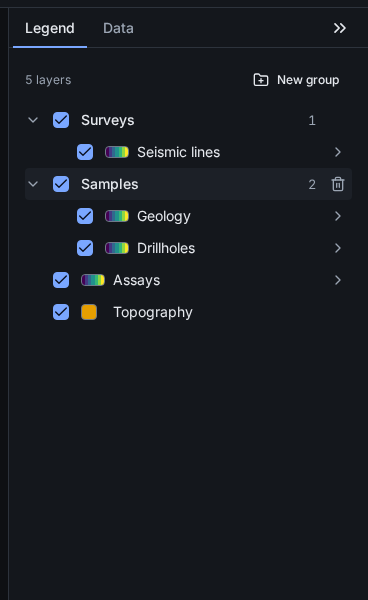 Legend Data
5 layers New group
Surveys 1
Seismic lines
Samples 2
Geology
Drillholes
Assays
Topography